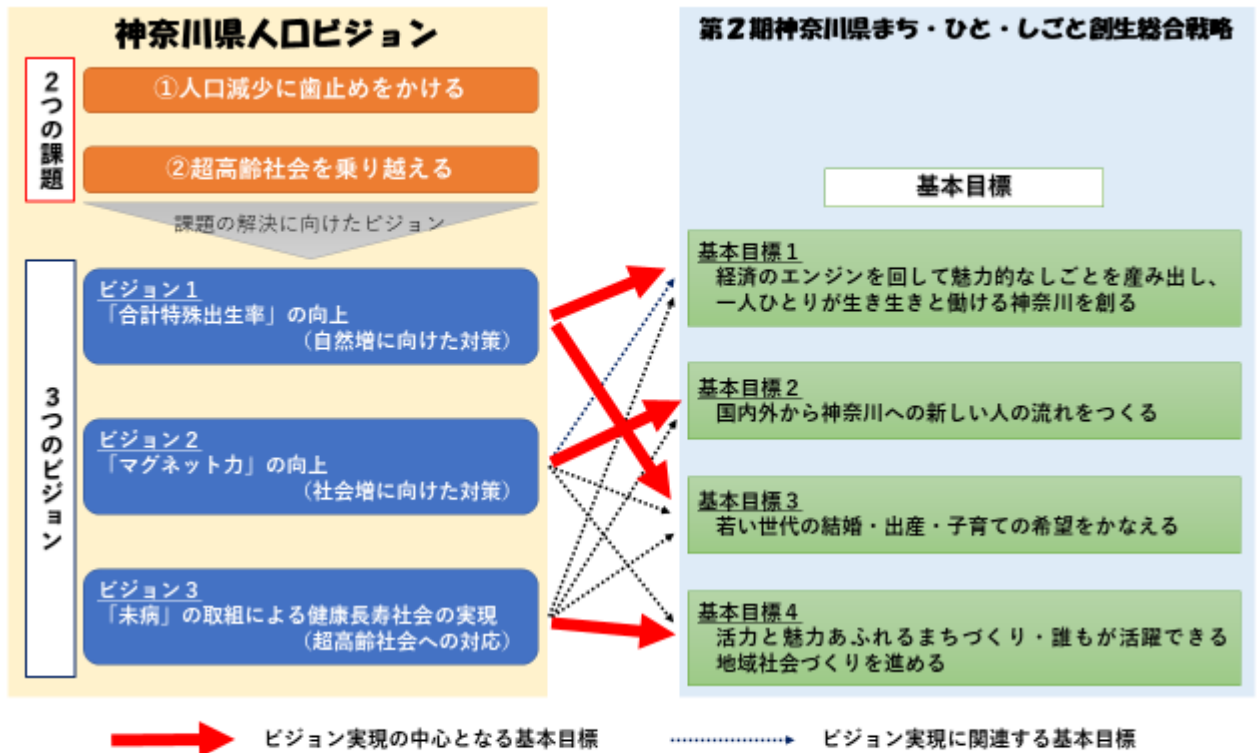 神奈川県人口ビジョン
2つの課題
①人口減少に歯止めをかける
②超高齢社会を乗り越える
課題の解決に向けたビジョン
3つのビジョン
ビジョン1
「合計特殊出生率」の向上
（自然増に向けた対策）
ビジョン2
「マグネット力」の向上
（社会増に向けた対策）
ビジョン3
「未病」の取組による健康長寿社会の実現
（超高齢社会への対応）
第2期神奈川県まち・ひと・しごと創生総合戦略
基本目標
基本目標1
経済のエンジンを回して魅力的なしごとを産み出し、
一人ひとりが生き生きと働ける神奈川を創る
基本目標2
国内外から神奈川への新しい人の流れをつくる
基本目標3
若い世代の結婚・出産・子育ての希望をかなえる
基本目標4
活力と魅力あふれるまちづくり・誰もが活躍できる
地域社会づくりを進める
ビジョン実現の中心となる基本目標
ビジョン実現に関連する基本目標